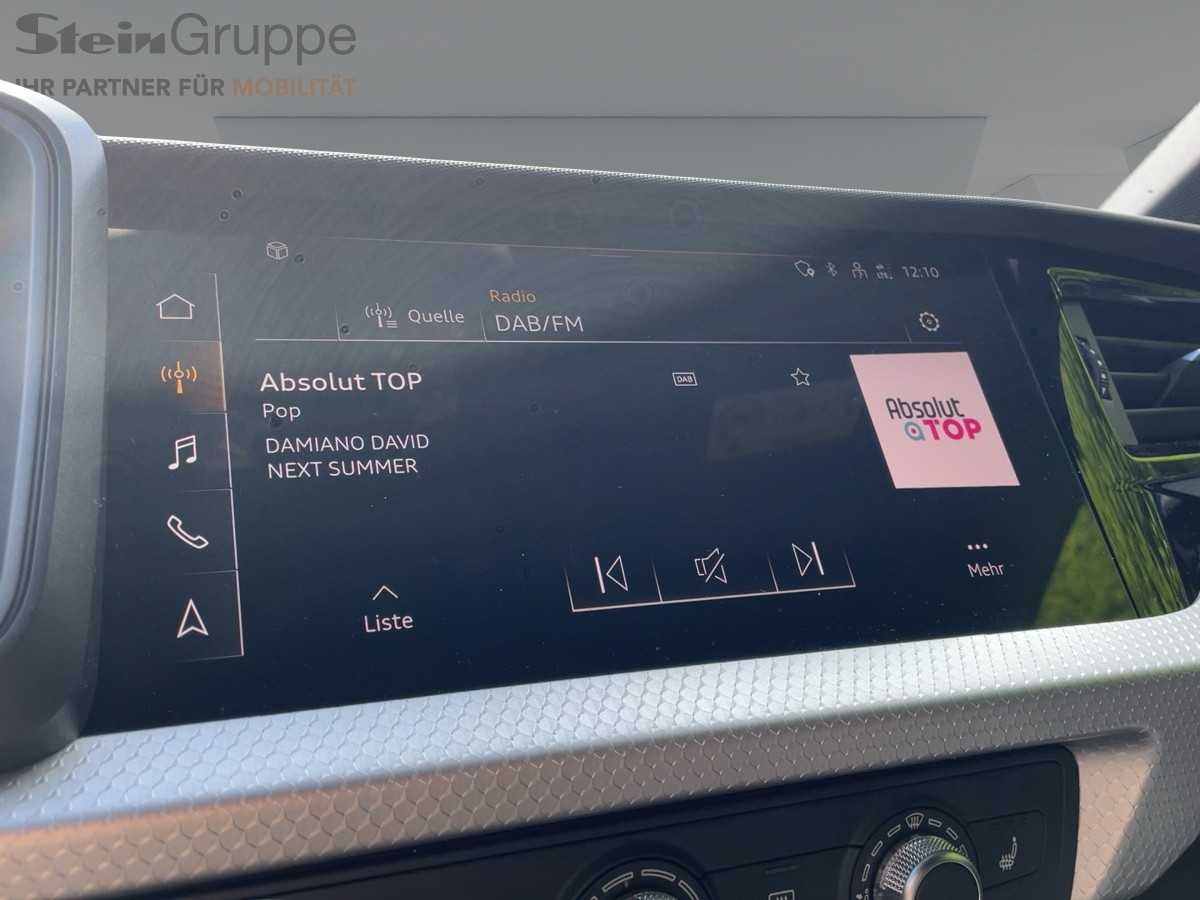 SteinGruppe
IHR PARTNER FÜR MOBILITÄT
12:10
Quelle
Radio
DAB/FM
Absolut TOP
Pop
DAMIANO DAVID
NEXT SUMMER
DAB
Absolut
TOP
Liste
Mehr